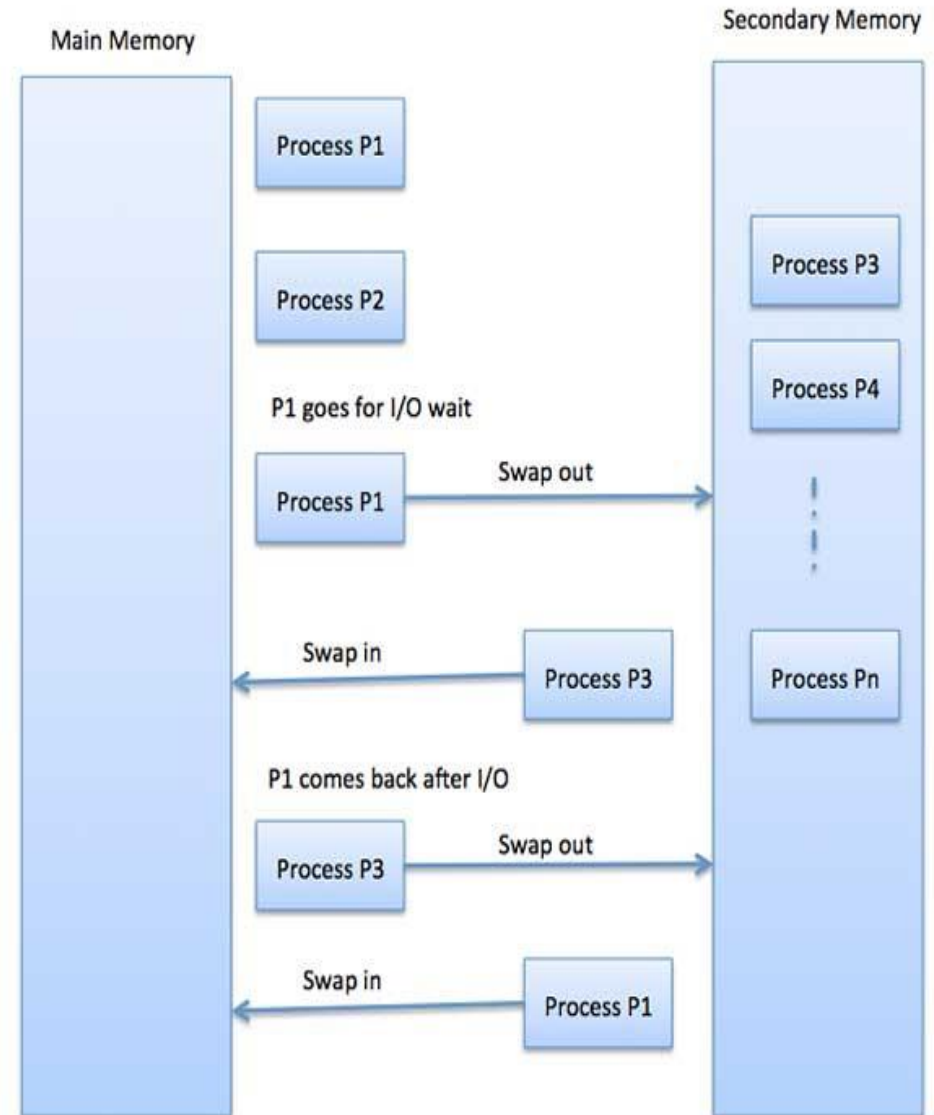 Main Memory
Secondary Memory
Process P1
Process P2
Process P3
Process P4
P1 goes for I/O wait
Process P1
Swap out
Swap in
Process P3
Process Pn
P1 comes back after I/O
Process P3
Swap out
Swap in
Process P1